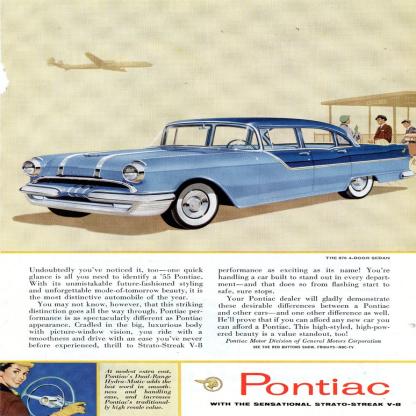 THE 870 4-DOOR SEDAN
Undoubtedly you've noticed it, too—one quick
glance is all you need to identify a '55 Pontiac.
With its unmistakable future-fashioned styling
and unforgettable mode-of-tomorrow beauty, it is
the most distinctive automobile of the year.
You may not know, however, that this striking
distinction goes all the way through. Pontiac per-
formance is as spectacularly different as Pontiac
appearance. Cradled in the big, luxurious body
with picture-window vision, you ride with a
smoothness and drive with an ease you've never
before experienced, thrill to Strato-Streak V-8
performance as exciting as its name! You're
handling a car built to stand out in every depart-
ment—and that does so from flashing start to
safe, sure stops.
Your Pontiac dealer will gladly demonstrate
these desirable differences between a Pontiac
and other cars—and one other difference as well.
He'll prove that if you can afford any new car you
can afford a Pontiac. This high-styled, high-pow-
ered beauty is a value standout, too!
Pontiac Motor Division of General Motors Corporation
SEE THE RED BUTTONS SHOW, FRIDAYS—NBC-TV
At modest extra cost,
Pontiac's Dual-Range
Hydra-Matic adds the
last word in smooth-
ness and handling
ease, and increases
Pontiac's traditional-
ly high resale value.
Pontiac
WITH THE SENSATIONAL STRATO-STREAK V-8